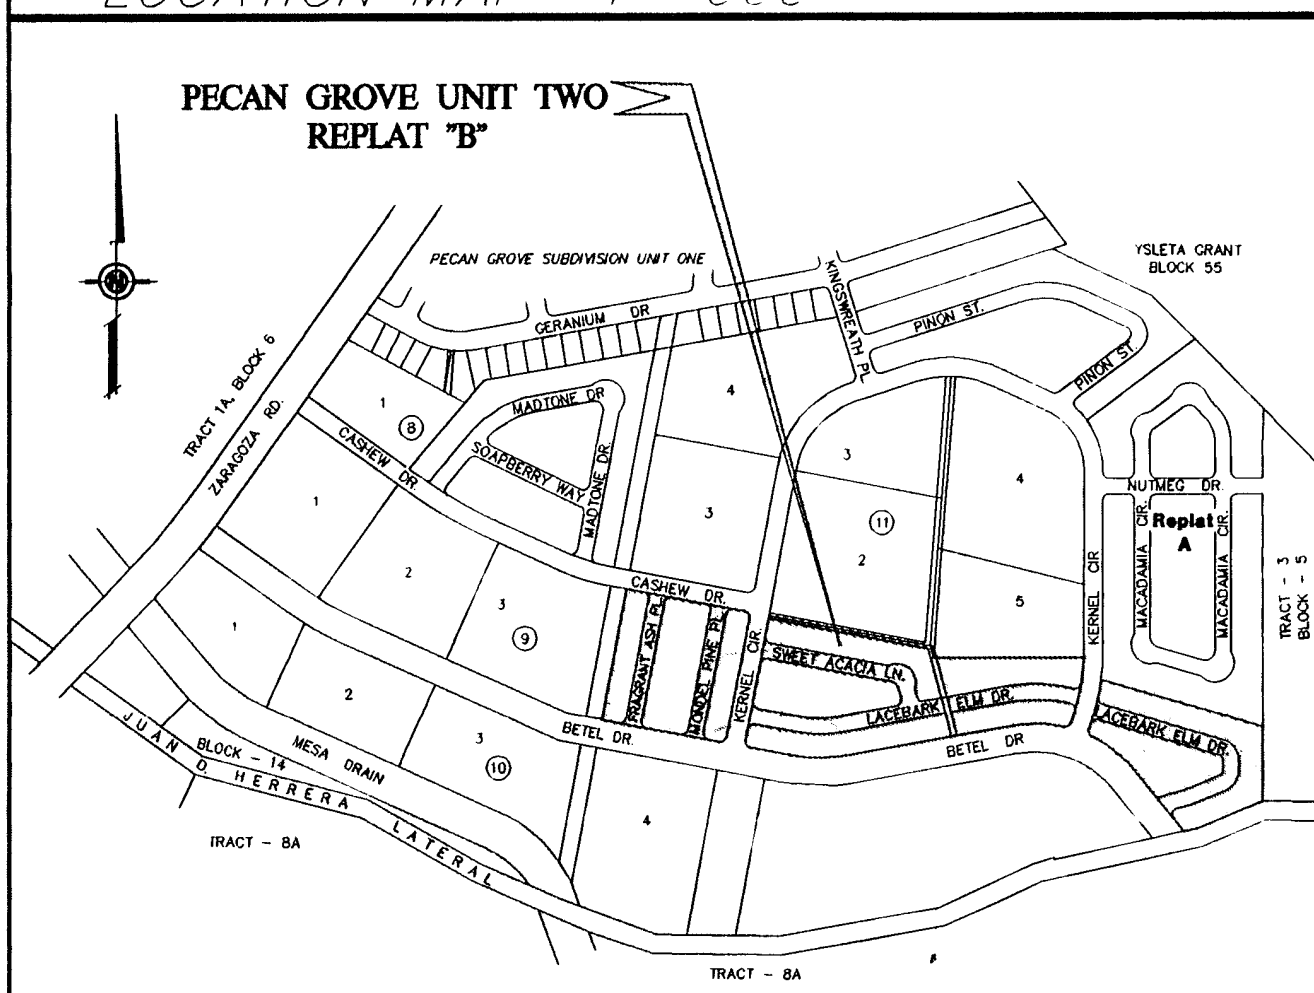 LOCATION MAP
PECAN GROVE UNIT TWO
REPLAT "B"
N
PECAN GROVE SUBDIVISION UNIT ONE
YSLETA GRANT
BLOCK 55
KINGSWREATH PL
GERANIUM DR
PINON ST.
PINON ST.
TRACT 1A, BLOCK 6
ZARAGOZA RD.
1
8
MADTONE DR
4
CASHEW DR.
SOAPBERRY WAY
MADTONE DR.
3
4
1
3
11
2
NUTMEG DR.
Replat
A
MACADAMIA CIR.
MACADAMIA CIR.
KERNEL CIR
TRACT - 3
BLOCK - 5
2
3
9
CASHEW DR.
5
FRAGRANT ASH PL
MONDEL PINE PL
KERNEL CIR.
SWEET ACACIA LN.
1
2
3
10
LACEBARK ELM DR.
LACEBARK ELM DR.
BETEL DR.
BETEL DR
BLOCK - 14
MESA DRAIN
JUAN D. HERRERA LATERAL
4
TRACT - 8A
TRACT - 8A